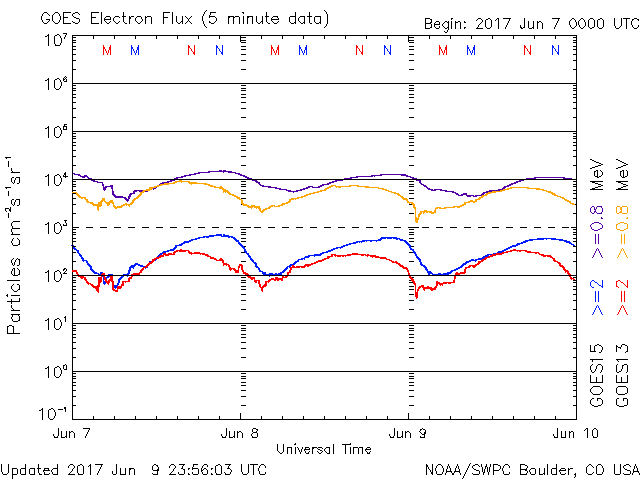 GOES Electron Flux (5 minute data)
Begin: 2017 Jun 7 0000 UTC
M M N N M M N N M M N N
10⁷
10⁶
10⁵
10⁴
10³
10²
10¹
10⁰
10⁻¹
Particles cm⁻²s⁻¹sr⁻¹
Jun 7 Jun 8 Jun 9 Jun 10
Universal Time
GOES15 >=2 >=0.8 MeV
GOES13 >=2 >=0.8 MeV
Updated 2017 Jun 9 23:56:03 UTC
NOAA/SWPC Boulder, CO USA